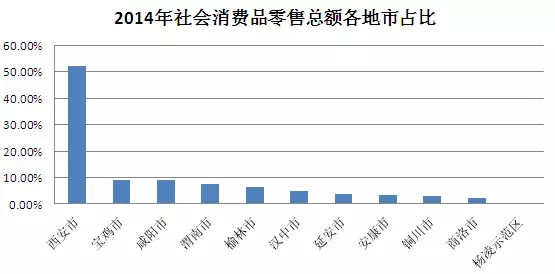 2014年社会消费品零售总额各地市占比
60.00%
50.00%
40.00%
30.00%
20.00%
10.00%
0.00%
西安市
宝鸡市
咸阳市
渭南市
榆林市
汉中市
延安市
安康市
铜川市
商洛市
杨凌示范区